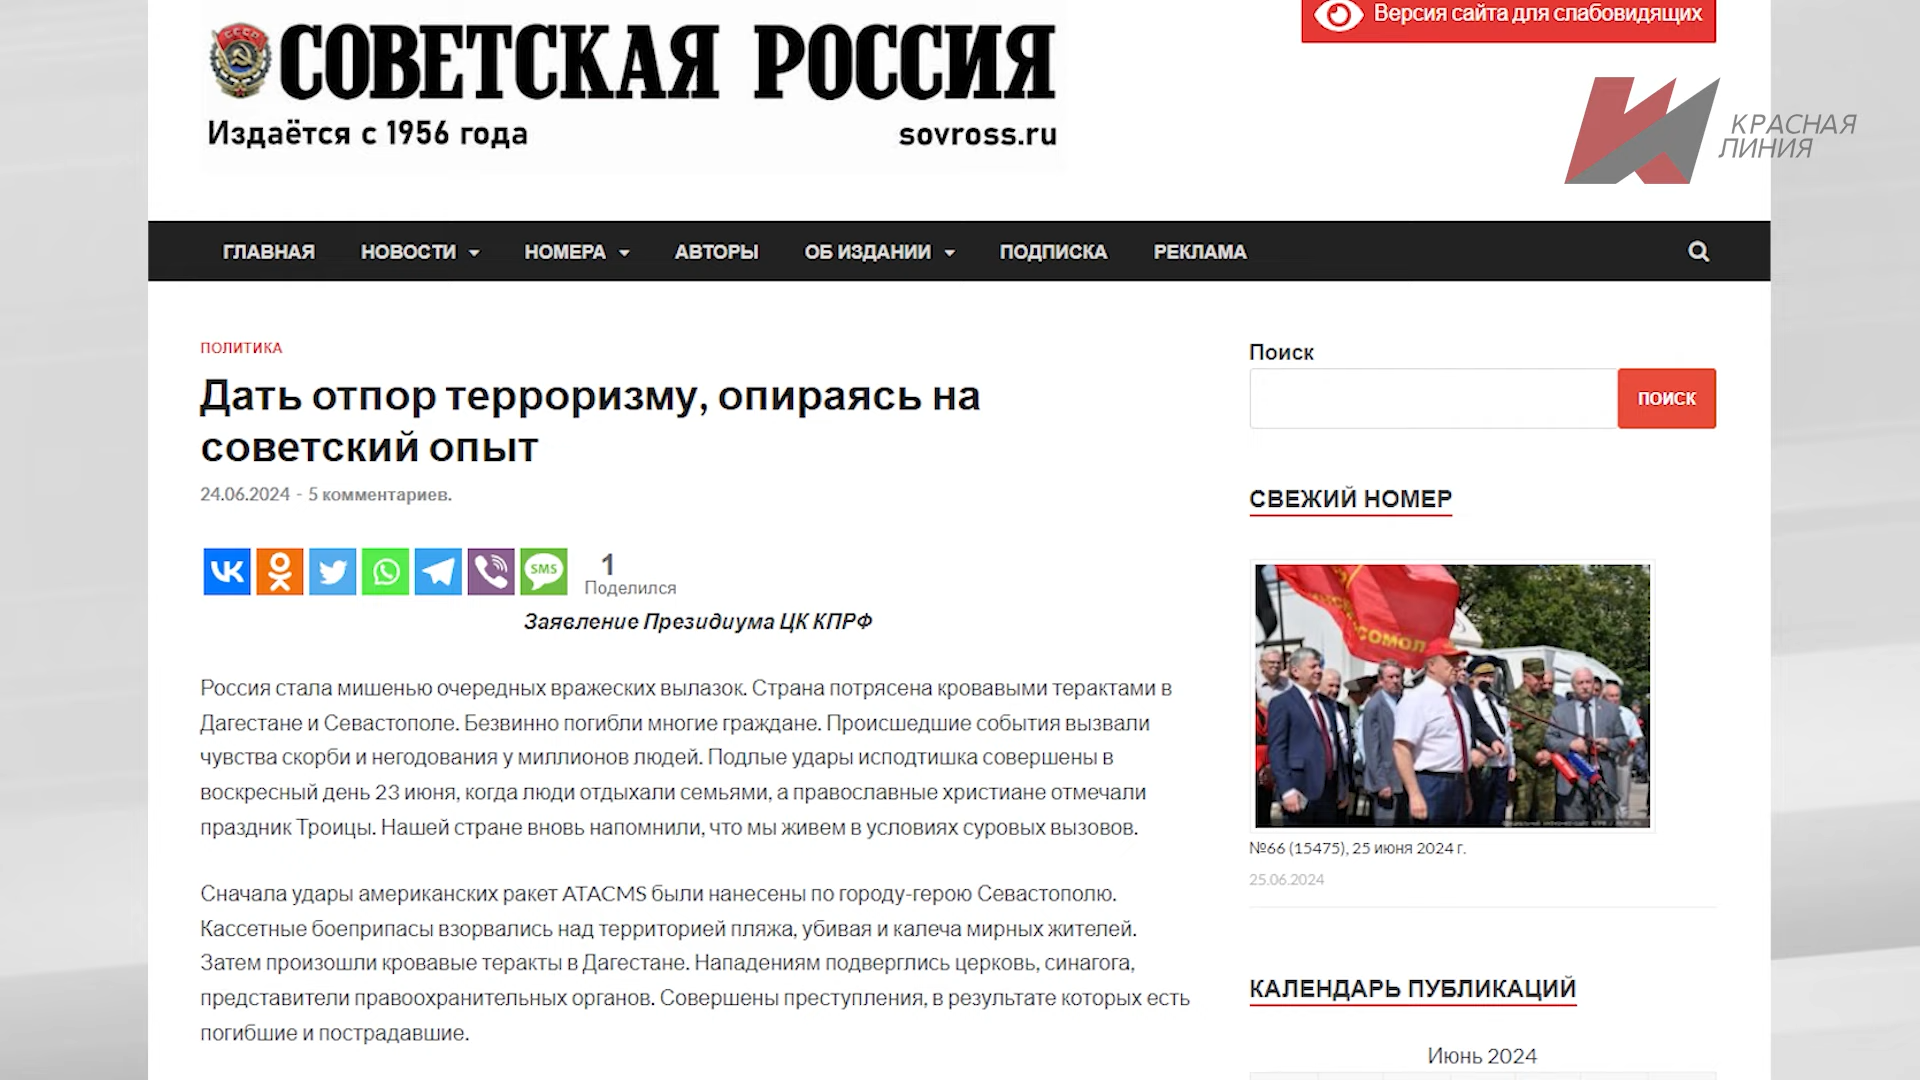 Версия сайта для слабовидящих
СОВЕТСКАЯ РОССИЯ
Издаётся с 1956 года
sovross.ru
КРАСНАЯ
ЛИНИЯ
ГЛАВНАЯ НОВОСТИ НОМЕРА АВТОРЫ ОБ ИЗДАНИИ ПОДПИСКА РЕКЛАМА
ПОЛИТИКА
Дать отпор терроризму, опираясь на
советский опыт
24.06.2024 - 5 комментариев.
SMS
1
Поделился
Заявление Президиума ЦК КПРФ
Россия стала мишенью очередных вражеских вылазок. Страна потрясена кровавыми терактами в
Дагестане и Севастополе. Безвинно погибли многие граждане. Происшедшие события вызвали
чувства скорби и негодования у миллионов людей. Подлые удары исподтишка совершены в
воскресный день 23 июня, когда люди отдыхали семьями, а православные христиане отмечали
праздник Троицы. Нашей стране вновь напомнили, что мы живем в условиях суровых вызовов.
Сначала удары американских ракет ATACMS были нанесены по городу-герою Севастополю.
Кассетные боеприпасы взорвались над территорией пляжа, убивая и калеча мирных жителей.
Затем произошли кровавые теракты в Дагестане. Нападениям подверглись церковь, синагога,
представители правоохранительных органов. Совершены преступления, в результате которых есть
погибшие и пострадавшие.
Поиск
ПОИСК
СВЕЖИЙ НОМЕР
№66 (15475), 25 июня 2024 г.
25.06.2024
КАЛЕНДАРЬ ПУБЛИКАЦИЙ
Июнь 2024